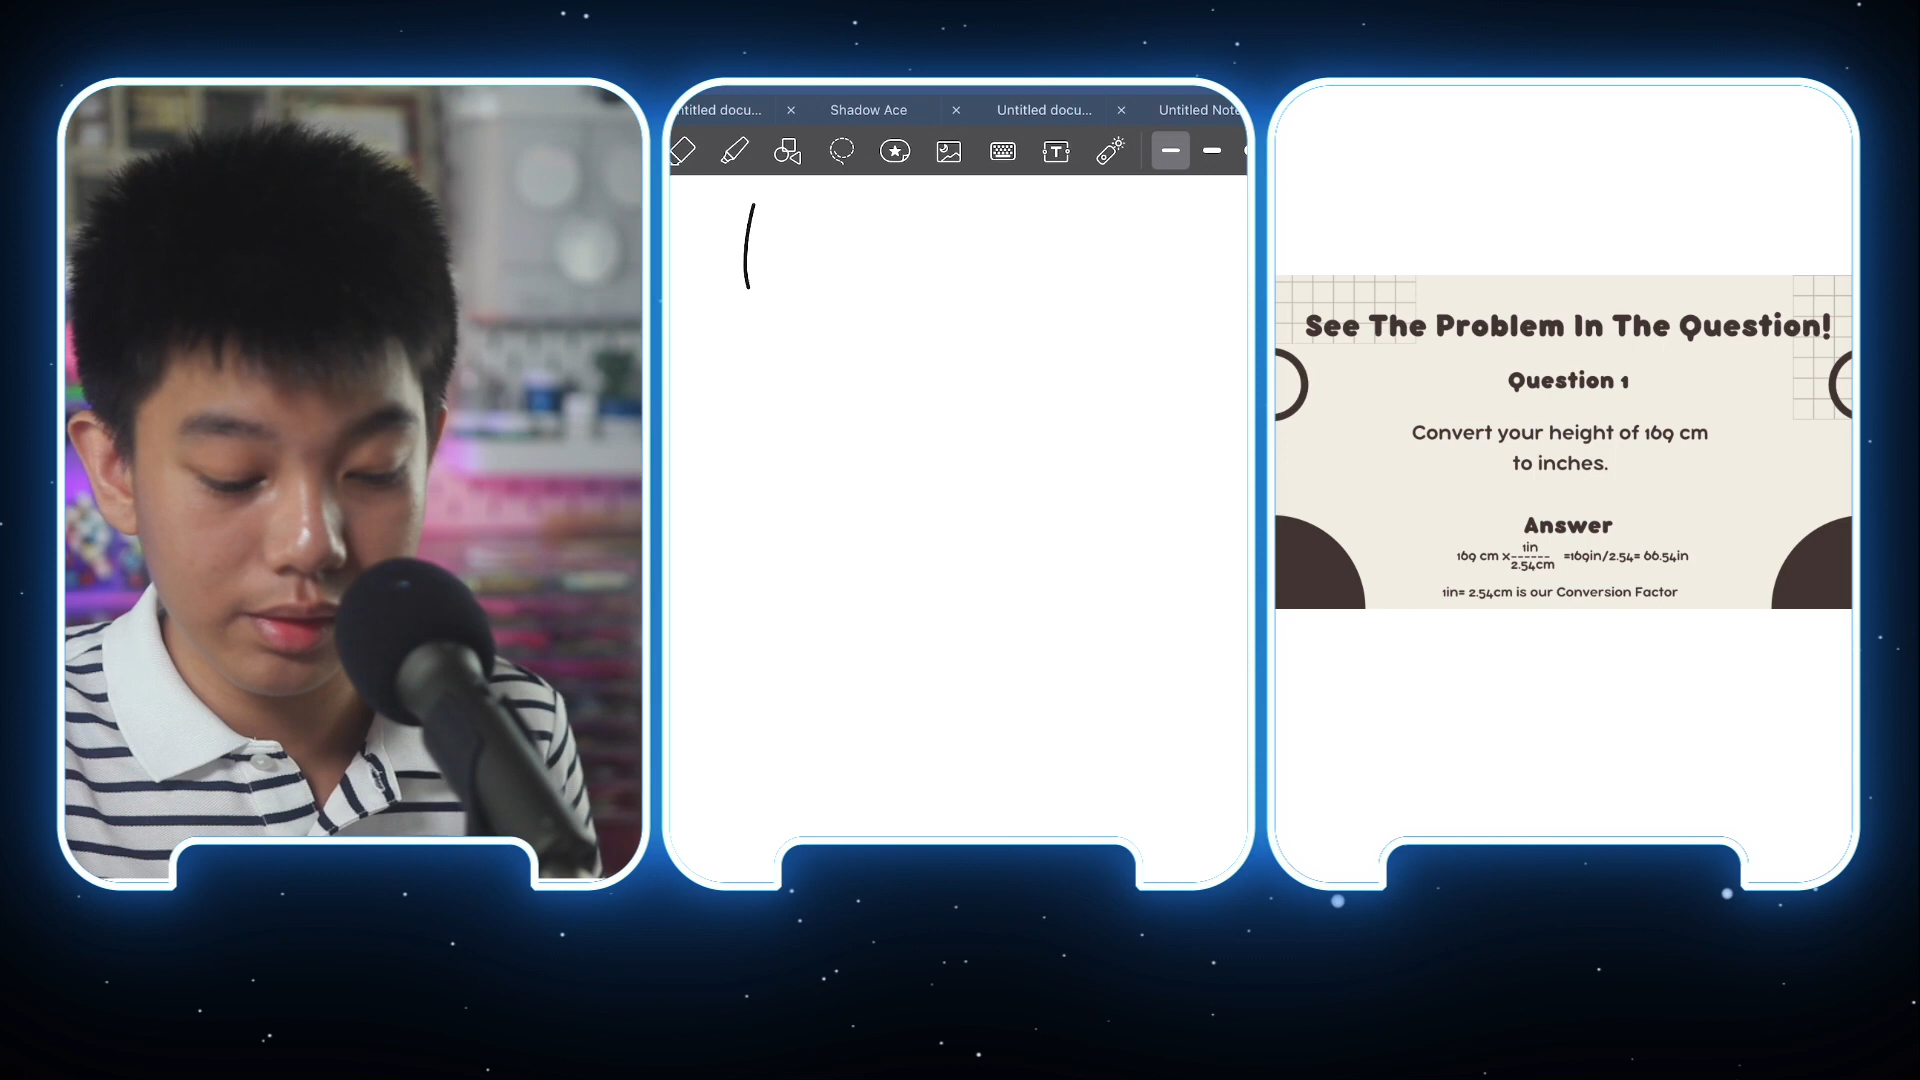 ntitled docu... × Shadow Ace × Untitled docu... × Untitled Note
T
See The Problem In The Question!
Question 1
Convert your height of 169 cm
to inches.
Answer
169 cm x 1in/2.54cm =169in/2.54= 66.54in
1in= 2.54cm is our Conversion Factor